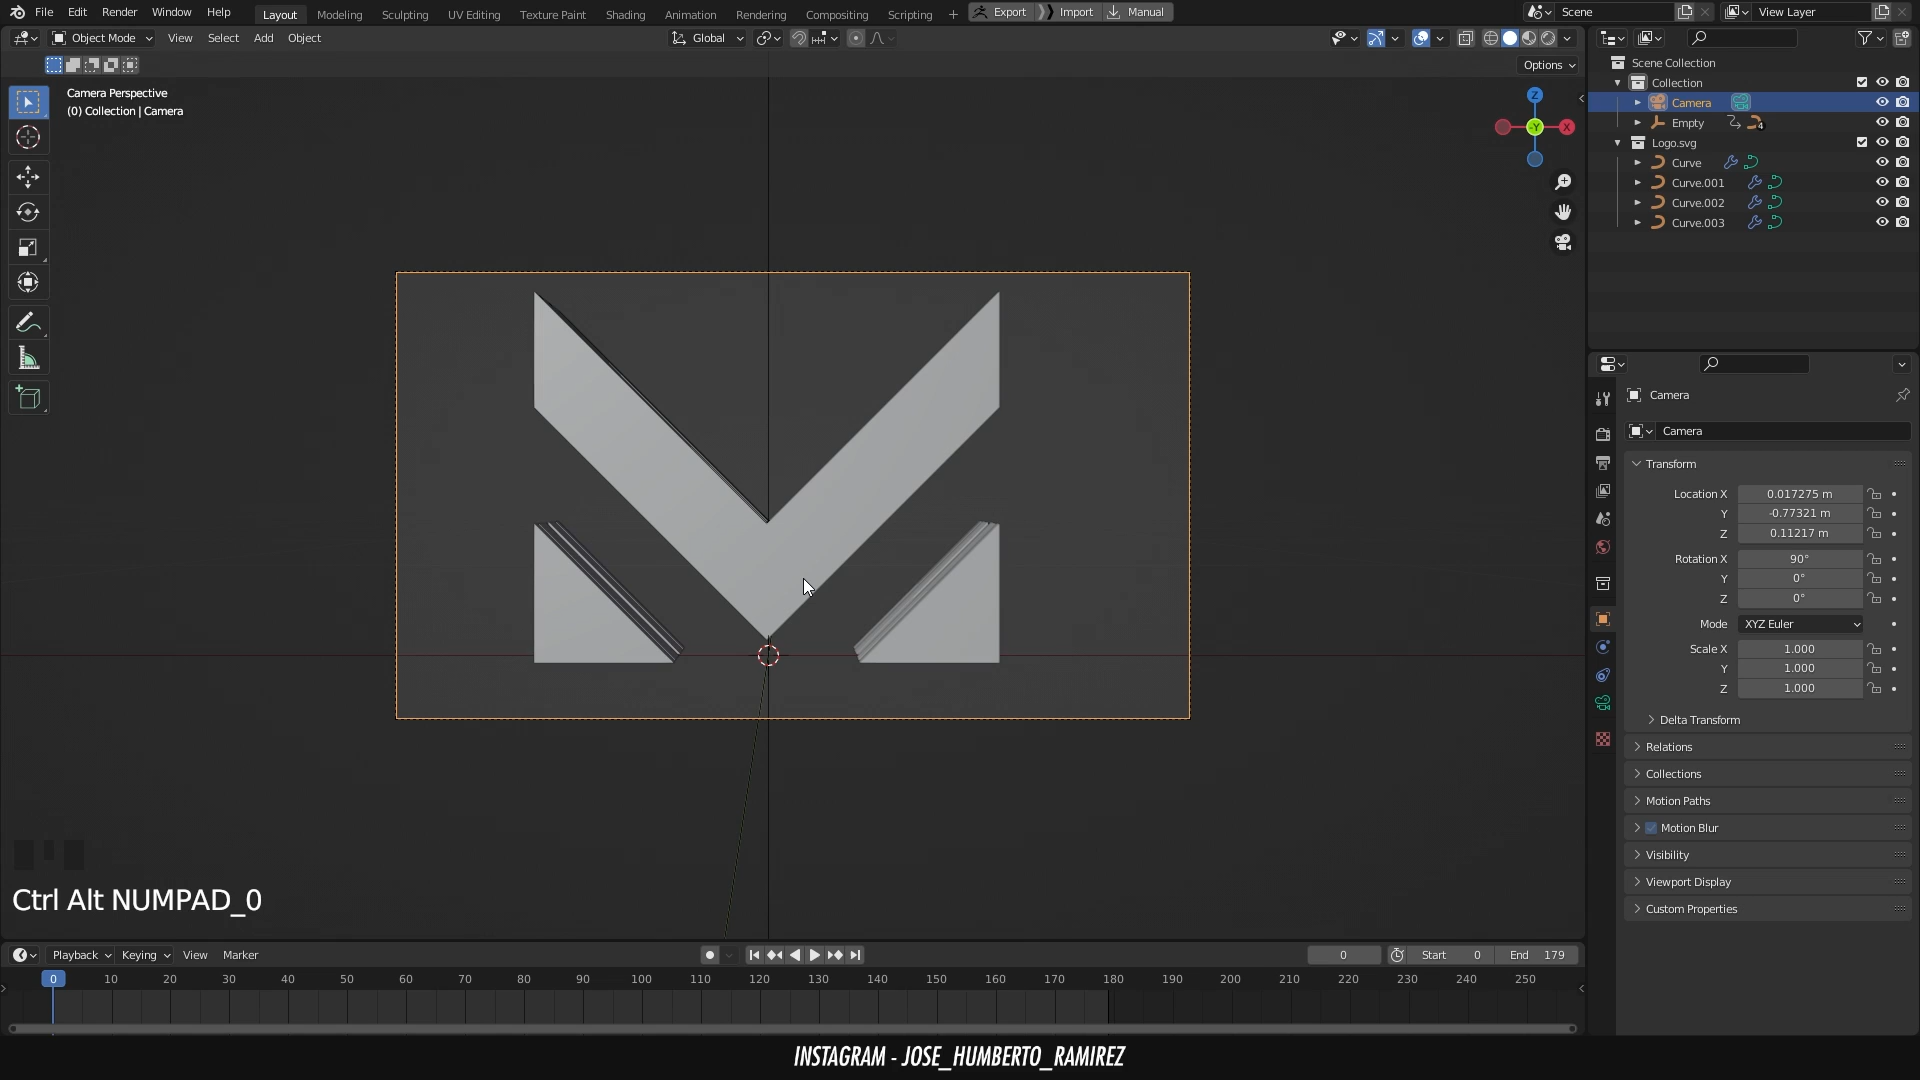 File Edit Render Window Help Layout Modeling Sculpting UV Editing Texture Paint Shading Animation Rendering Compositing Scripting + Export Import Manual Scene View Layer
Object Mode View Select Add Object Global
Options
Camera Perspective
(0) Collection | Camera
Z
X
-Y
Scene Collection
Collection
Camera
Empty 4
Logo.svg
Curve
Curve.001
Curve.002
Curve.003
Camera
Camera
Transform
Location X 0.017275 m
Y -0.77321 m
Z 0.11217 m
Rotation X 90°
Y 0°
Z 0°
Mode XYZ Euler
Scale X 1.000
Y 1.000
Z 1.000
Delta Transform
Relations
Collections
Motion Paths
Motion Blur
Visibility
Viewport Display
Custom Properties
Ctrl Alt NUMPAD_0
Playback Keying View Marker 0 Start 0 End 179
0 10 20 30 40 50 60 70 80 90 100 110 120 130 140 150 160 170 180 190 200 210 220 230 240 250
INSTAGRAM - JOSE_HUMBERTO_RAMIREZ